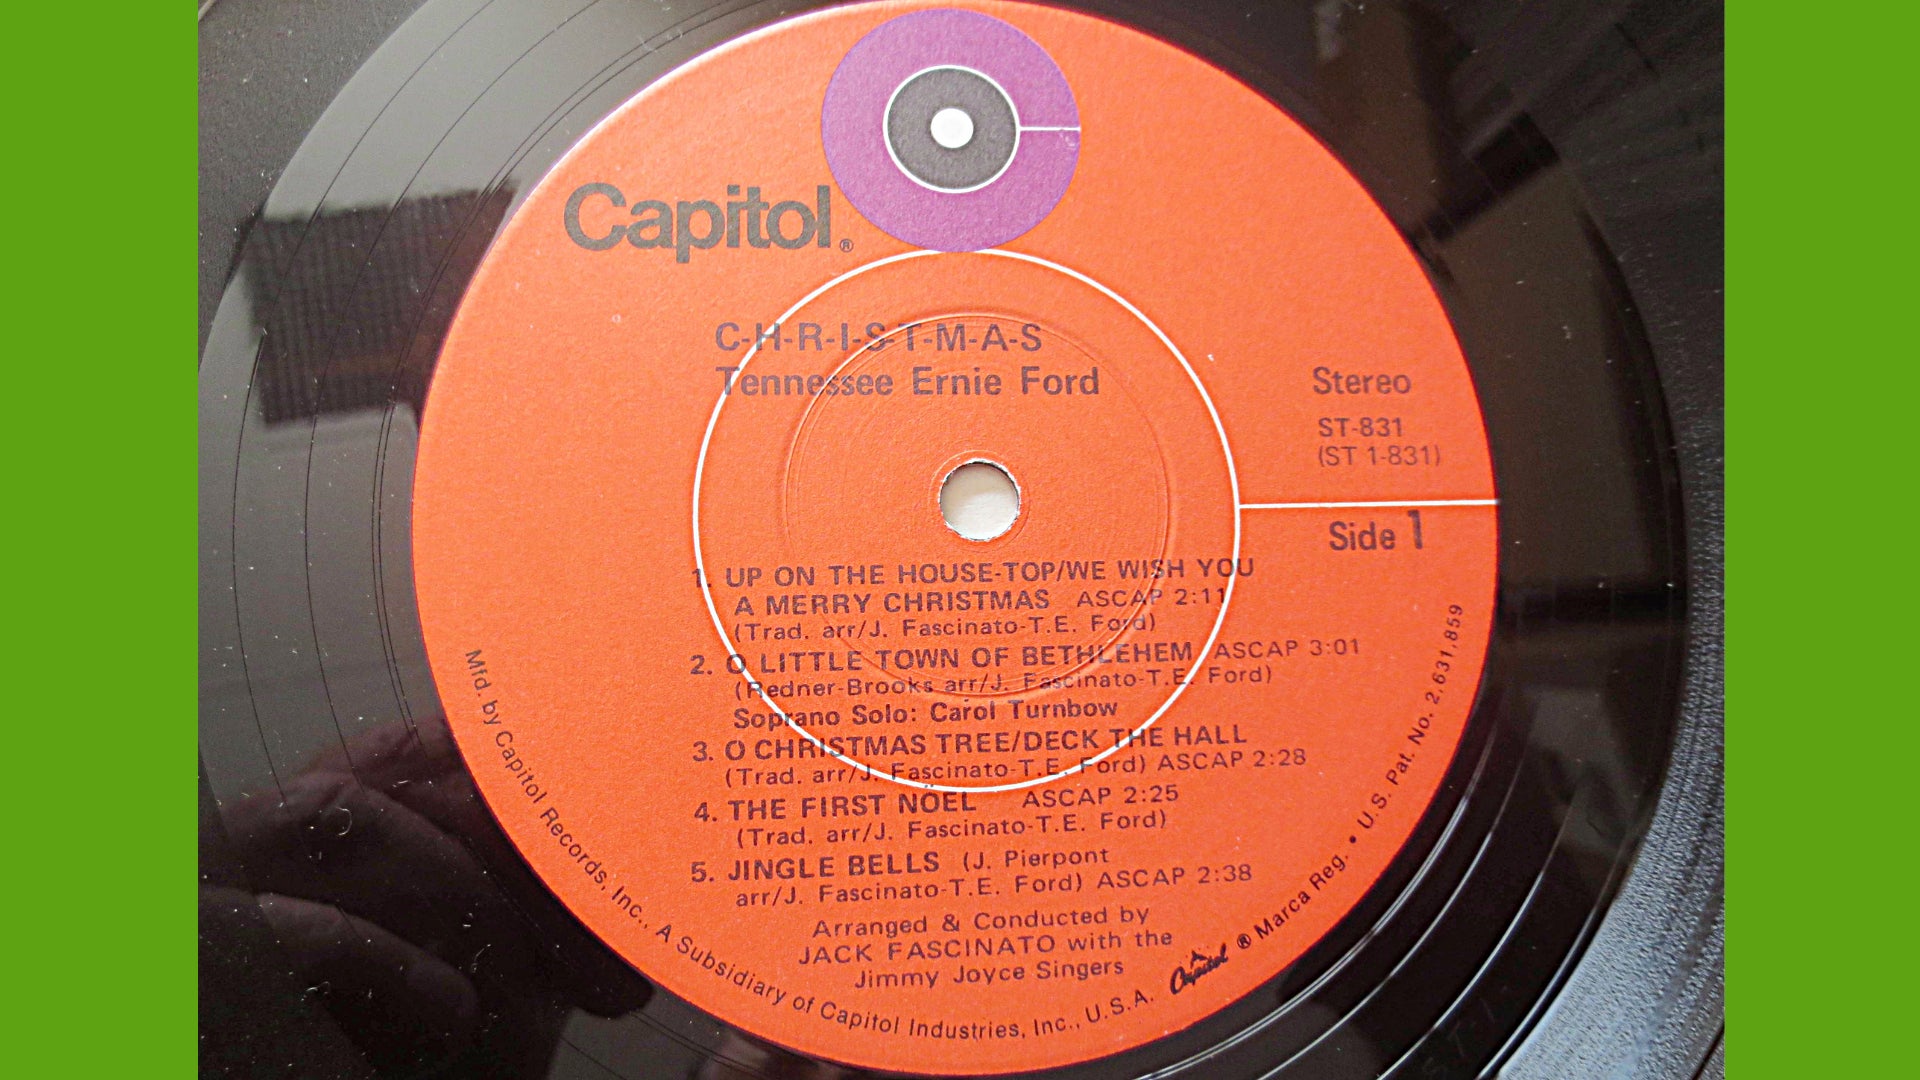 Capitol®
C-H-R-I-S-T-M-A-S
Tennessee Ernie Ford
Stereo
ST-831
(ST 1-831)
Side 1
1. UP ON THE HOUSE-TOP/WE WISH YOU
A MERRY CHRISTMAS ASCAP 2:11
(Trad. arr/J. Fascinato-T.E. Ford)
2. O LITTLE TOWN OF BETHLEHEM ASCAP 3:01
(Redner-Brooks arr/J. Fascinato-T.E. Ford)
Soprano Solo: Carol Turnbow
3. O CHRISTMAS TREE/DECK THE HALL
(Trad. arr/J. Fascinato-T.E. Ford) ASCAP 2:28
4. THE FIRST NÖEL ASCAP 2:25
(Trad. arr/J. Fascinato-T.E. Ford)
5. JINGLE BELLS (J. Pierpont
arr/J. Fascinato-T.E. Ford) ASCAP 2:38
Arranged & Conducted by
JACK FASCINATO with the
Jimmy Joyce Singers
Mfd. by Capitol Records, Inc., A Subsidiary of Capitol Industries, Inc., U.S.A. Capitol ® Marca Reg. • U.S. Pat. No. 2,631,859